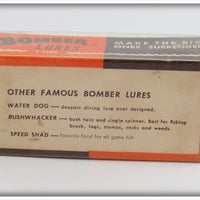 BOMBER
LURES
MAKE THE BIG
ONES SURRENDER
OTHER FAMOUS BOMBER LURES
WATER DOG — deepest diving lure ever designed.
BUSHWHACKER — both twin and single spinner. Best for fishing
brush, logs, stumps, rocks and weeds.
SPEED SHAD — favorite food for all game fish